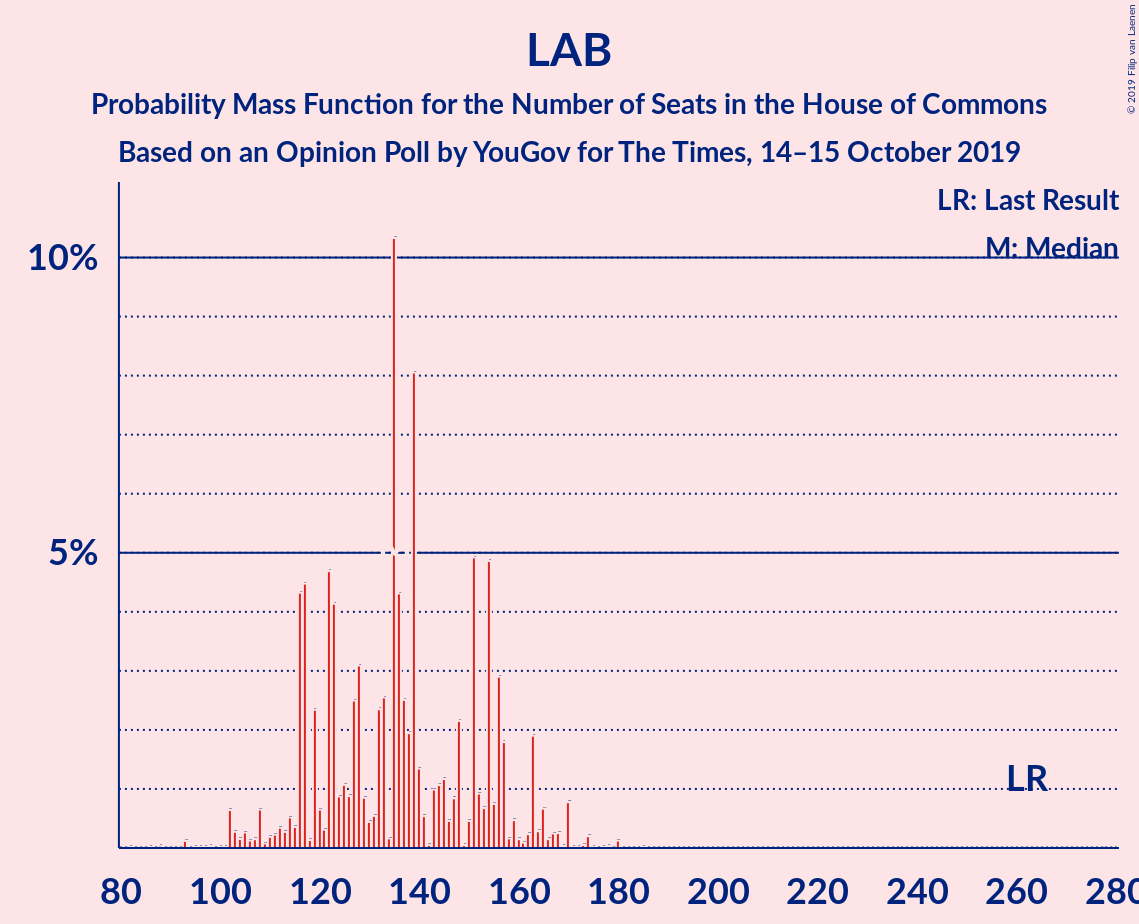 LAB
Probability Mass Function for the Number of Seats in the House of Commons
Based on an Opinion Poll by YouGov for The Times, 14–15 October 2019
© 2019 Filip van Laenen
LR: Last Result
M: Median
10%
5%
LR
80 100 120 140 160 180 200 220 240 260 280